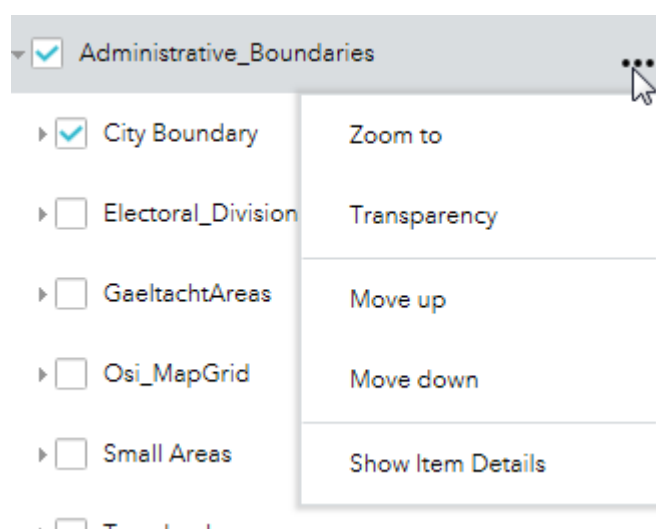 Administrative_Boundaries
City Boundary
Electoral_Division
GaeltachtAreas
Osi_MapGrid
Small Areas
Zoom to
Transparency
Move up
Move down
Show Item Details